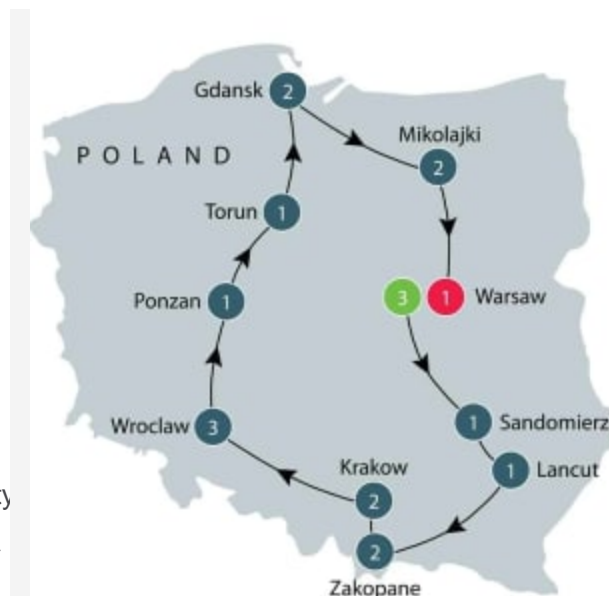 Gdansk 2
Mikolajki
2
POLAND
Torun 1
Ponzan 1
3 1 Warsaw
Wroclaw 3
1 Sandomierz
Krakow
1 Lancut
2
2
Zakopane